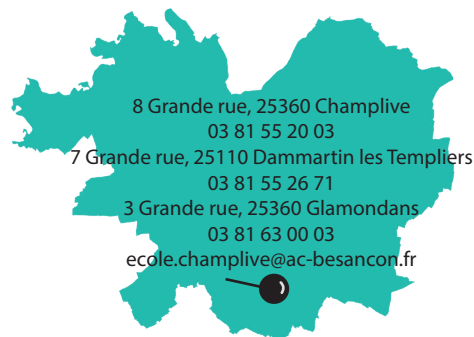 8 Grande rue, 25360 Champlive
03 81 55 20 03
7 Grande rue, 25110 Dammartin les Templiers
03 81 55 26 71
3 Grande rue, 25360 Glamondans
03 81 63 00 03
ecole.champlive@ac-besancon.fr